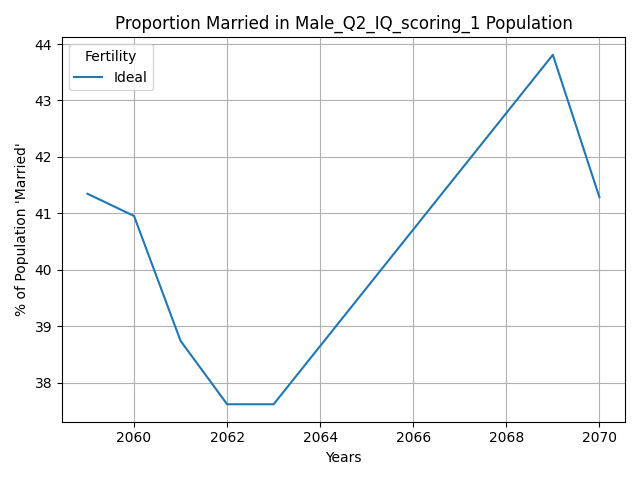 Proportion Married in Male_Q2_IQ_scoring_1 Population
Fertility
Ideal
% of Population 'Married'
44
43
42
41
40
39
38
2060 2062 2064 2066 2068 2070
Years